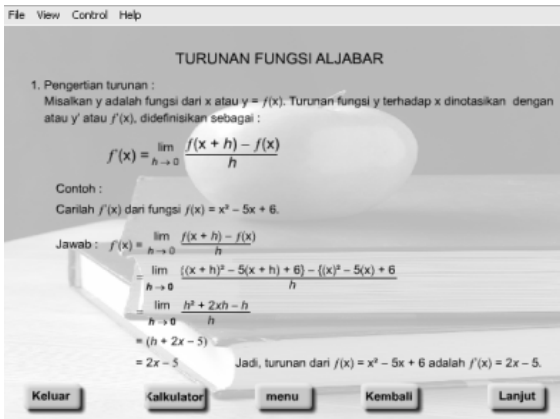 File View Control Help
TURUNAN FUNGSI ALJABAR
1. Pengertian turunan :
Misalkan y adalah fungsi dari x atau y = f(x). Turunan fungsi y terhadap x dinotasikan dengan
atau y' atau f'(x), didefinisikan sebagai :
f'(x) = lim h → 0 f(x + h) – f(x) / h
Contoh :
Carilah f'(x) dari fungsi f(x) = x² – 5x + 6.
Jawab : f'(x) = lim h → 0 f(x + h) – f(x) / h
= lim h → 0 {(x + h)² – 5(x + h) + 6} – {(x)² – 5(x) + 6 / h
= lim h → 0 h² + 2xh – h / h
= (h + 2x – 5)
= 2x – 5 Jadi, turunan dari f(x) = x² – 5x + 6 adalah f'(x) = 2x – 5.
Keluar Kalkulator menu Kembali Lanjut